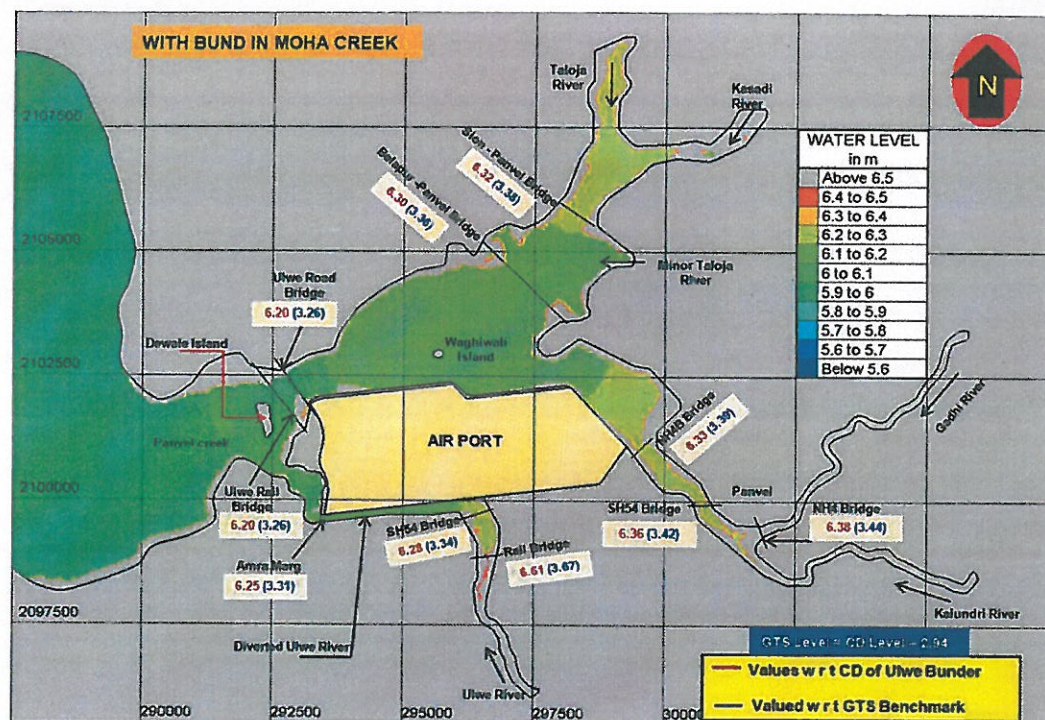 WITH BUND IN MOHA CREEK
N
Taloja
River
Kasadi
River
2107500
WATER LEVEL
in m
Above 6.5
6.4 to 6.5
6.3 to 6.4
6.2 to 6.3
6.1 to 6.2
6 to 6.1
5.9 to 6
5.8 to 5.9
5.7 to 5.8
5.6 to 5.7
Below 5.6
Sion - Panvel Bridge
6.32 (3.38)
Belapur -Panvel Bridge
6.30 (3.36)
2105000
Minor Taloja
River
Ulwe Road
Bridge
6.20 (3.26)
Dewale Island
Waghiwali
Island
2102500
Gadhi River
NH4B Bridge
6.33 (3.39)
AIR PORT
Panvel creek
2100000
Ulwe Rail
Bridge
6.20 (3.26)
SH54 Bridge
6.28 (3.34)
SH54 Bridge
6.36 (3.42)
Panvel
NH4 Bridge
6.38 (3.44)
Rail Bridge
6.61 (3.67)
Amra Marg
6.25 (3.31)
Kalundri River
2097500
Diverted Ulwe River
Ulwe River
GTS Level = CD Level - 2.94
Values w r t CD of Ulwe Bunder
Valued w r t GTS Benchmark
290000
292500
295000
297500